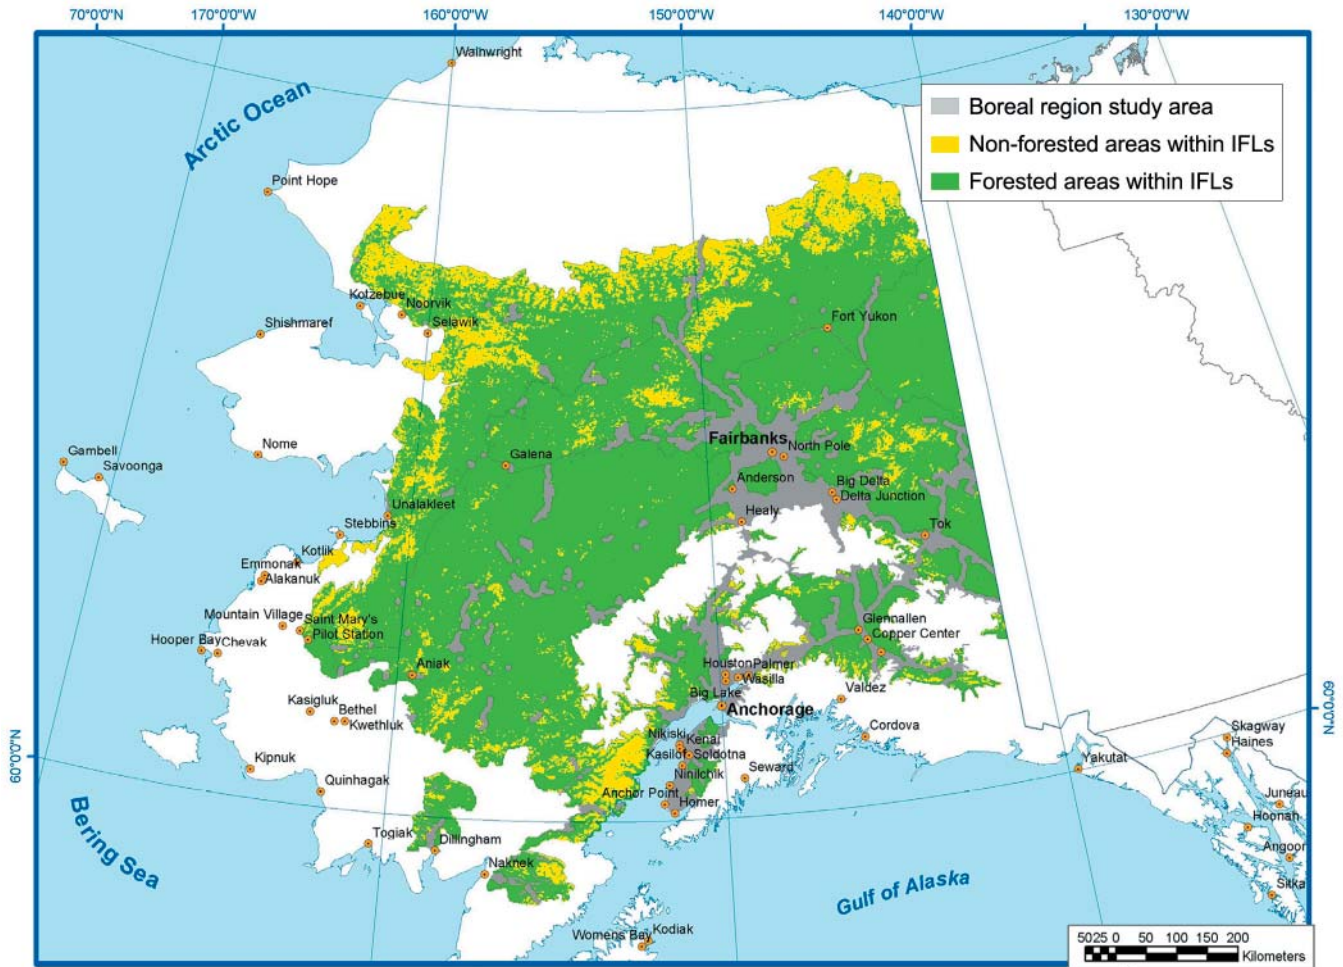 70°0'0"W
170°0'0"W
160°0'0"W
150°0'0"W
140°0'0"W
130°0'0"W
Wainwright
Arctic Ocean
Boreal region study area
Non-forested areas within IFLs
Forested areas within IFLs
Point Hope
Kotzebue
Noorvik
Shishmaref
Selawik
Fort Yukon
Fairbanks
North Pole
Nome
Gambell
Savoonga
Galena
Anderson
Big Delta
Delta Junction
Unalakleet
Healy
Stebbins
Tok
Kotlik
Emmonak
Alakanuk
Mountain Village
Saint Mary's
Pilot Station
Hooper Bay
Chevak
Glennallen
Copper Center
Aniak
Houston
Palmer
Wasilla
Big Lake
Valdez
Anchorage
Kasigluk
Bethel
Kwethluk
Cordova
60°0'0"N
60°0'0"N
Skagway
Haines
Nikiski
Kenai
Kasilof
Soldotna
Kipnuk
Yakutat
Seward
Ninilchik
Quinhagak
Anchor Point
Homer
Juneau
Hoonah
Bering Sea
Togiak
Dillingham
Angoon
Naknek
Gulf of Alaska
Sitka
Womens Bay
Kodiak
5025 0 50 100 150 200
Kilometers